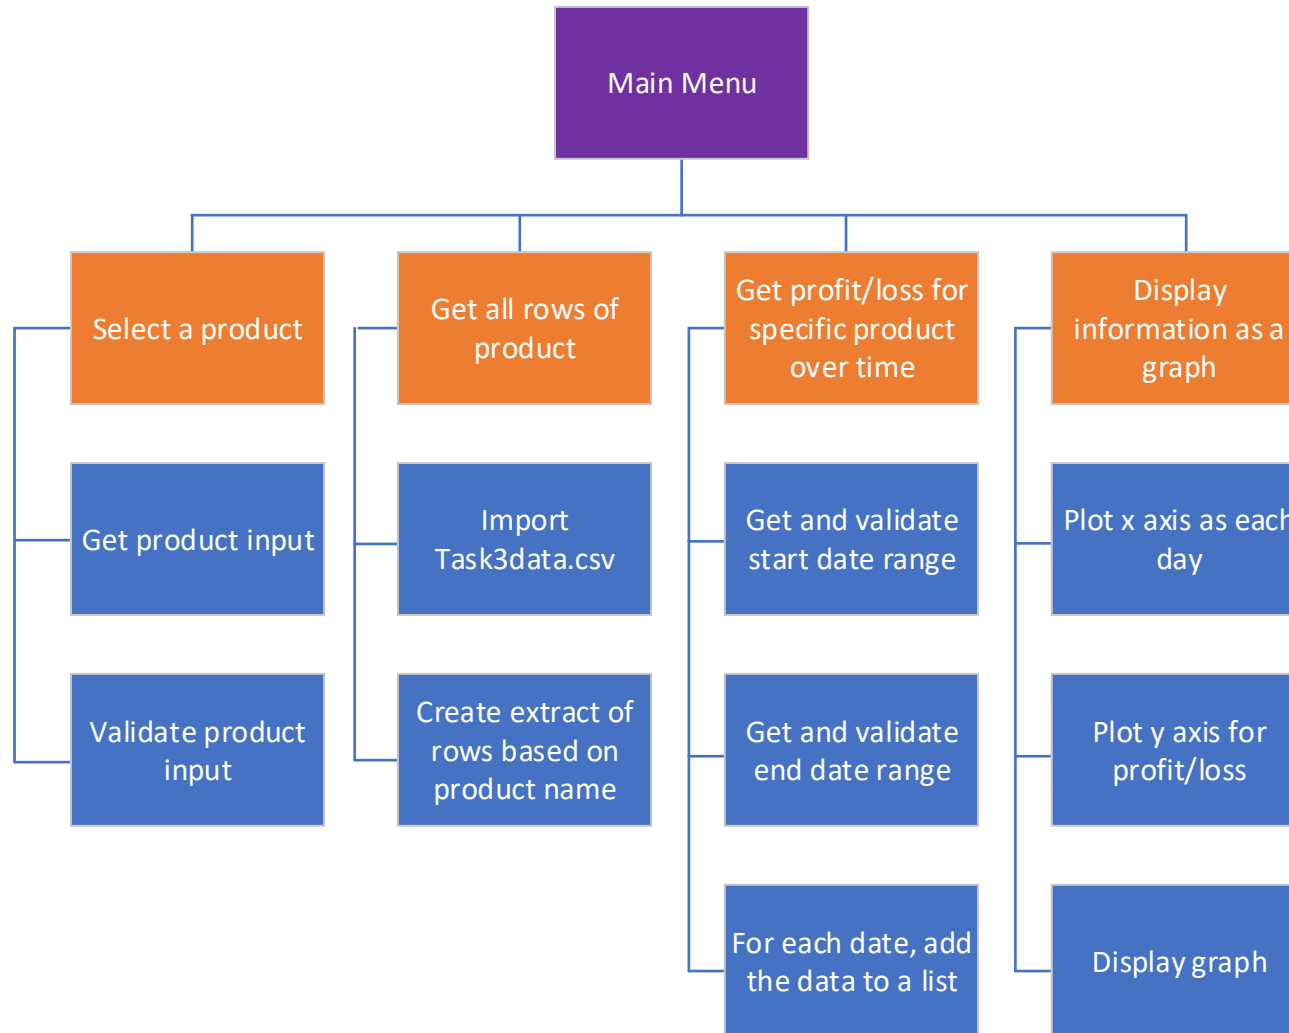 Main Menu
Select a product
Get all rows of
product
Get profit/loss for
specific product
over time
Display
information as a
graph
Get product input
Import
Task3data.csv
Get and validate
start date range
Plot x axis as each
day
Validate product
input
Create extract of
rows based on
product name
Get and validate
end date range
Plot y axis for
profit/loss
For each date, add
the data to a list
Display graph